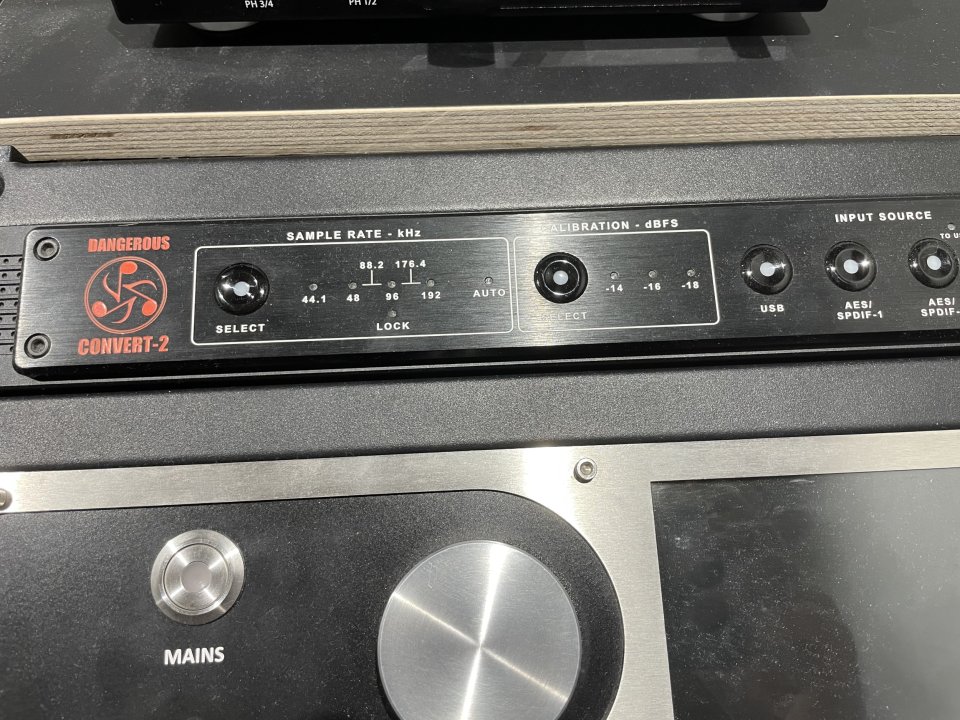 PH 3/4
PH 1/2
DANGEROUS
CONVERT-2
SAMPLE RATE - kHz
88.2 176.4
44.1 48 96 192 AUTO
SELECT
LOCK
CALIBRATION - dBFS
-14 -16 -18
SELECT
INPUT SOURCE
USB
AES/
SPDIF-1
AES/
MAINS